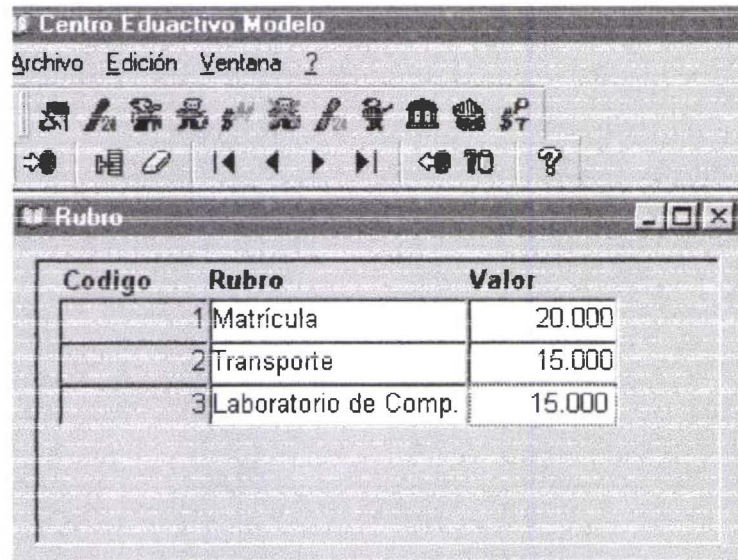 Centro Eduactivo Modelo
Archivo Edición Ventana ?
Rubro
Codigo Rubro Valor
1 Matrícula 20.000
2 Transporte 15.000
3 Laboratorio de Comp. 15.000